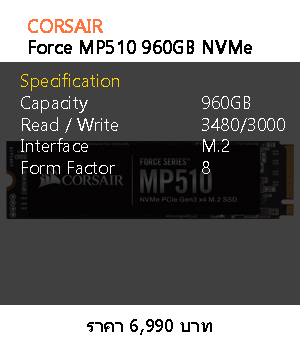 CORSAIR
Force MP510 960GB NVMe
Specification
Capacity 960GB
Read / Write 3480/3000
Interface M.2
Form Factor 8
FORCE SERIES™
CORSAIR MP510
NVMe PCIe Gen3 x4 M.2 SSD
ราคา 6,990 บาท